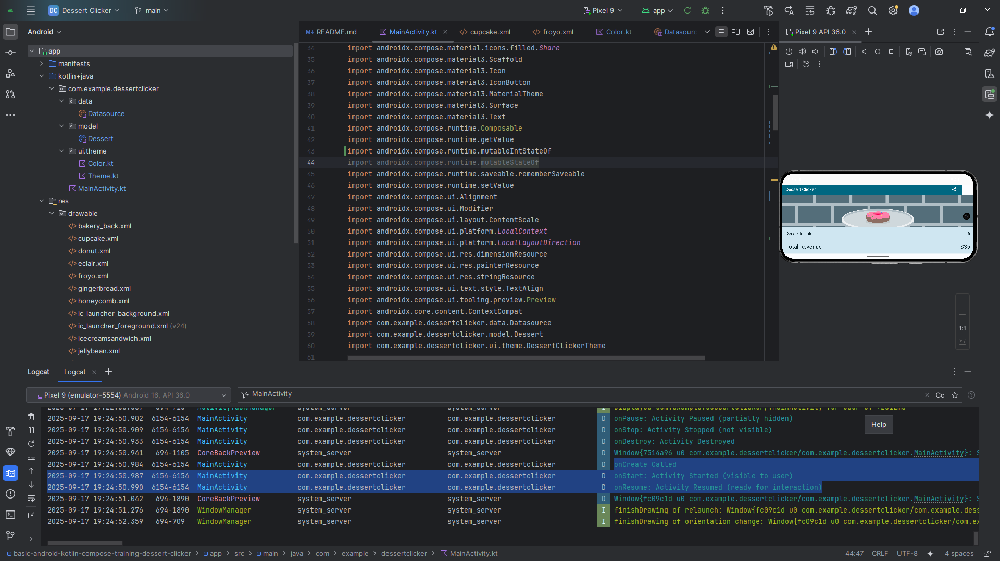 DC Dessert Clicker
main
Pixel 9
app
Android
app
manifests
kotlin+java
com.example.dessertclicker
data
Datasource
model
Dessert
ui.theme
Color.kt
Theme.kt
MainActivity.kt
res
drawable
bakery_back.xml
cupcake.xml
donut.xml
eclair.xml
froyo.xml
gingerbread.xml
honeycomb.xml
ic_launcher_background.xml
ic_launcher_foreground.xml (v24)
icecreamsandwich.xml
jellybean.xml
README.md
MainActivity.kt
cupcake.xml
froyo.xml
Color.kt
Datasourc
34 import androidx.compose.material.icons.filled.Share
35 import androidx.compose.material3.Scaffold
36 import androidx.compose.material3.Icon
37 import androidx.compose.material3.IconButton
38 import androidx.compose.material3.MaterialTheme
39 import androidx.compose.material3.Surface
40 import androidx.compose.material3.Text
41 import androidx.compose.runtime.Composable
42 import androidx.compose.runtime.getValue
43 import androidx.compose.runtime.mutableIntStateOf
44 import androidx.compose.runtime.mutableStateOf
45 import androidx.compose.runtime.saveable.rememberSaveable
46 import androidx.compose.runtime.setValue
47 import androidx.compose.ui.Alignment
48 import androidx.compose.ui.Modifier
49 import androidx.compose.ui.layout.ContentScale
50 import androidx.compose.ui.platform.LocalContext
51 import androidx.compose.ui.platform.LocalLayoutDirection
52 import androidx.compose.ui.res.dimensionResource
53 import androidx.compose.ui.res.painterResource
54 import androidx.compose.ui.res.stringResource
55 import androidx.compose.ui.text.style.TextAlign
56 import androidx.compose.ui.tooling.preview.Preview
57 import androidx.core.content.ContextCompat
58 import com.example.dessertclicker.data.Datasource
59 import com.example.dessertclicker.model.Dessert
60 import com.example.dessertclicker.ui.theme.DessertClickerTheme
61
Pixel 9 API 36.0
Dessert Clicker
Desserts sold 6
Total Revenue $35
1:1
Logcat
Logcat
Pixel 9 (emulator-5554) Android 16, API 36.0
MainActivity
Cc
Help
2025-09-17 19:24:50.902 6154-6154 MainActivity com.example.dessertclicker com.example.dessertclicker D onPause: Activity Paused (partially hidden)
2025-09-17 19:24:50.909 6154-6154 MainActivity com.example.dessertclicker com.example.dessertclicker D onStop: Activity Stopped (not visible)
2025-09-17 19:24:50.933 6154-6154 MainActivity com.example.dessertclicker com.example.dessertclicker D onDestroy: Activity Destroyed
2025-09-17 19:24:50.941 694-1105 CoreBackPreview system_server system_server D Window{7514a96 u0 com.example.dessertclicker/com.example.dessertclicker.MainActivity}: S
2025-09-17 19:24:50.984 6154-6154 MainActivity com.example.dessertclicker com.example.dessertclicker D onCreate Called
2025-09-17 19:24:50.987 6154-6154 MainActivity com.example.dessertclicker com.example.dessertclicker D onStart: Activity Started (visible to user)
2025-09-17 19:24:50.990 6154-6154 MainActivity com.example.dessertclicker com.example.dessertclicker D onResume: Activity Resumed (ready for interaction)
2025-09-17 19:24:51.042 694-1890 CoreBackPreview system_server system_server D Window{fc09c1d u0 com.example.dessertclicker/com.example.dessertclicker.MainActivity}: S
2025-09-17 19:24:51.276 694-1890 WindowManager system_server system_server I finishDrawing of relaunch: Window{fc09c1d u0 com.example.dessertclicker/com.example.dess
2025-09-17 19:24:52.359 694-709 WindowManager system_server system_server I finishDrawing of orientation change: Window{fc09c1d u0 com.example.dessertclicker/com.ex
basic-android-kotlin-compose-training-dessert-clicker > app > src > main > java > com > example > dessertclicker > MainActivity.kt
44:47 CRLF UTF-8 4 spaces